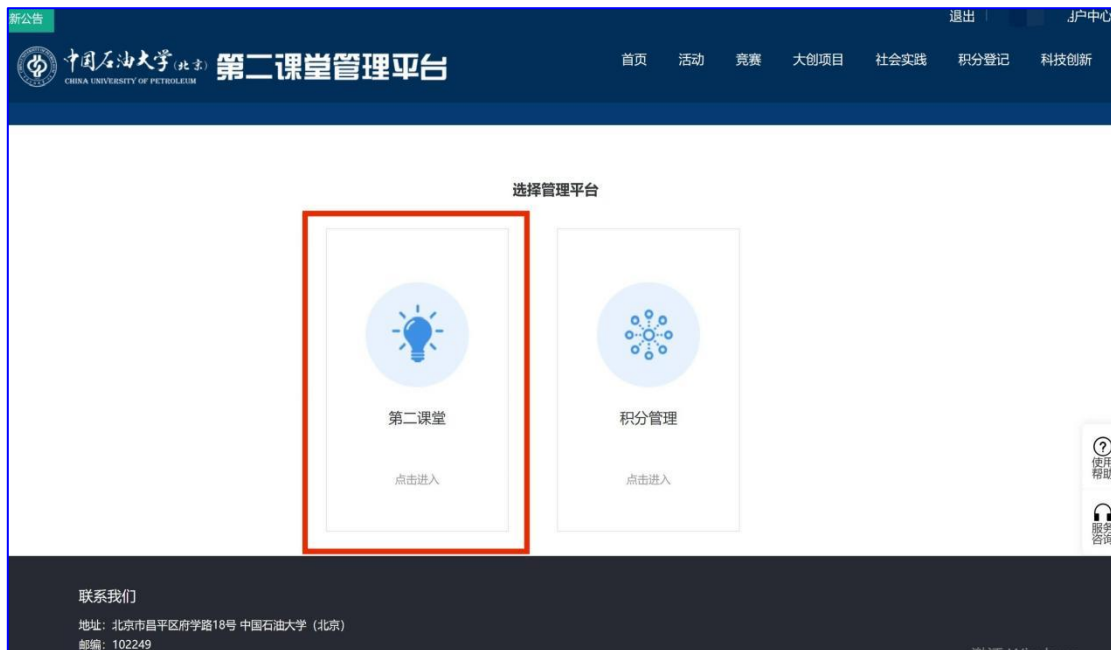 新公告
退出
户中心
中国石油大学(北京)
CHINA UNIVERSITY OF PETROLEUM
第二课堂管理平台
首页 活动 竞赛 大创项目 社会实践 积分登记 科技创新
选择管理平台
第二课堂
点击进入
积分管理
点击进入
使用
帮助
服务
咨询
联系我们
地址：北京市昌平区府学路18号 中国石油大学（北京）
邮编：102249